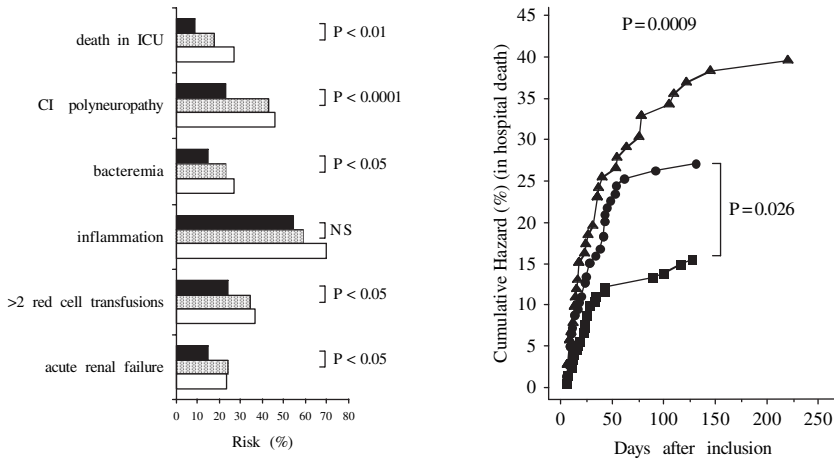 death in ICU
P < 0.01
CI polyneuropathy
P < 0.0001
bacteremia
P < 0.05
inflammation
NS
>2 red cell transfusions
P < 0.05
acute renal failure
P < 0.05
0 10 20 30 40 50 60 70 80
Risk (%)
Cumulative Hazard (%) (in hospital death)
45
40
35
30
25
20
15
10
5
0
P=0.0009
P=0.026
0 50 100 150 200 250
Days after inclusion